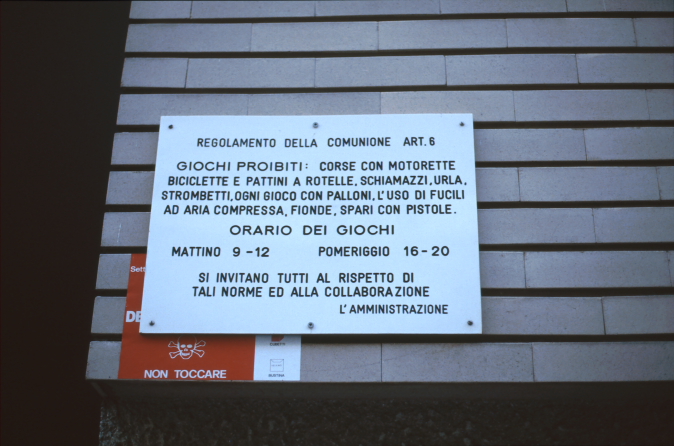 REGOLAMENTO DELLA COMUNIONE ART. 6
GIOCHI PROIBITI: CORSE CON MOTORETTE
BICICLETTE E PATTINI A ROTELLE, SCHIAMAZZI, URLA,
STROMBETTI, OGNI GIOCO CON PALLONI, L'USO DI FUCILI
AD ARIA COMPRESSA, FIONDE, SPARI CON PISTOLE.
ORARIO DEI GIOCHI
MATTINO 9-12 POMERIGGIO 16-20
SI INVITANO TUTTI AL RISPETTO DI
TALI NORME ED ALLA COLLABORAZIONE
L'AMMINISTRAZIONE
NON TOCCARE